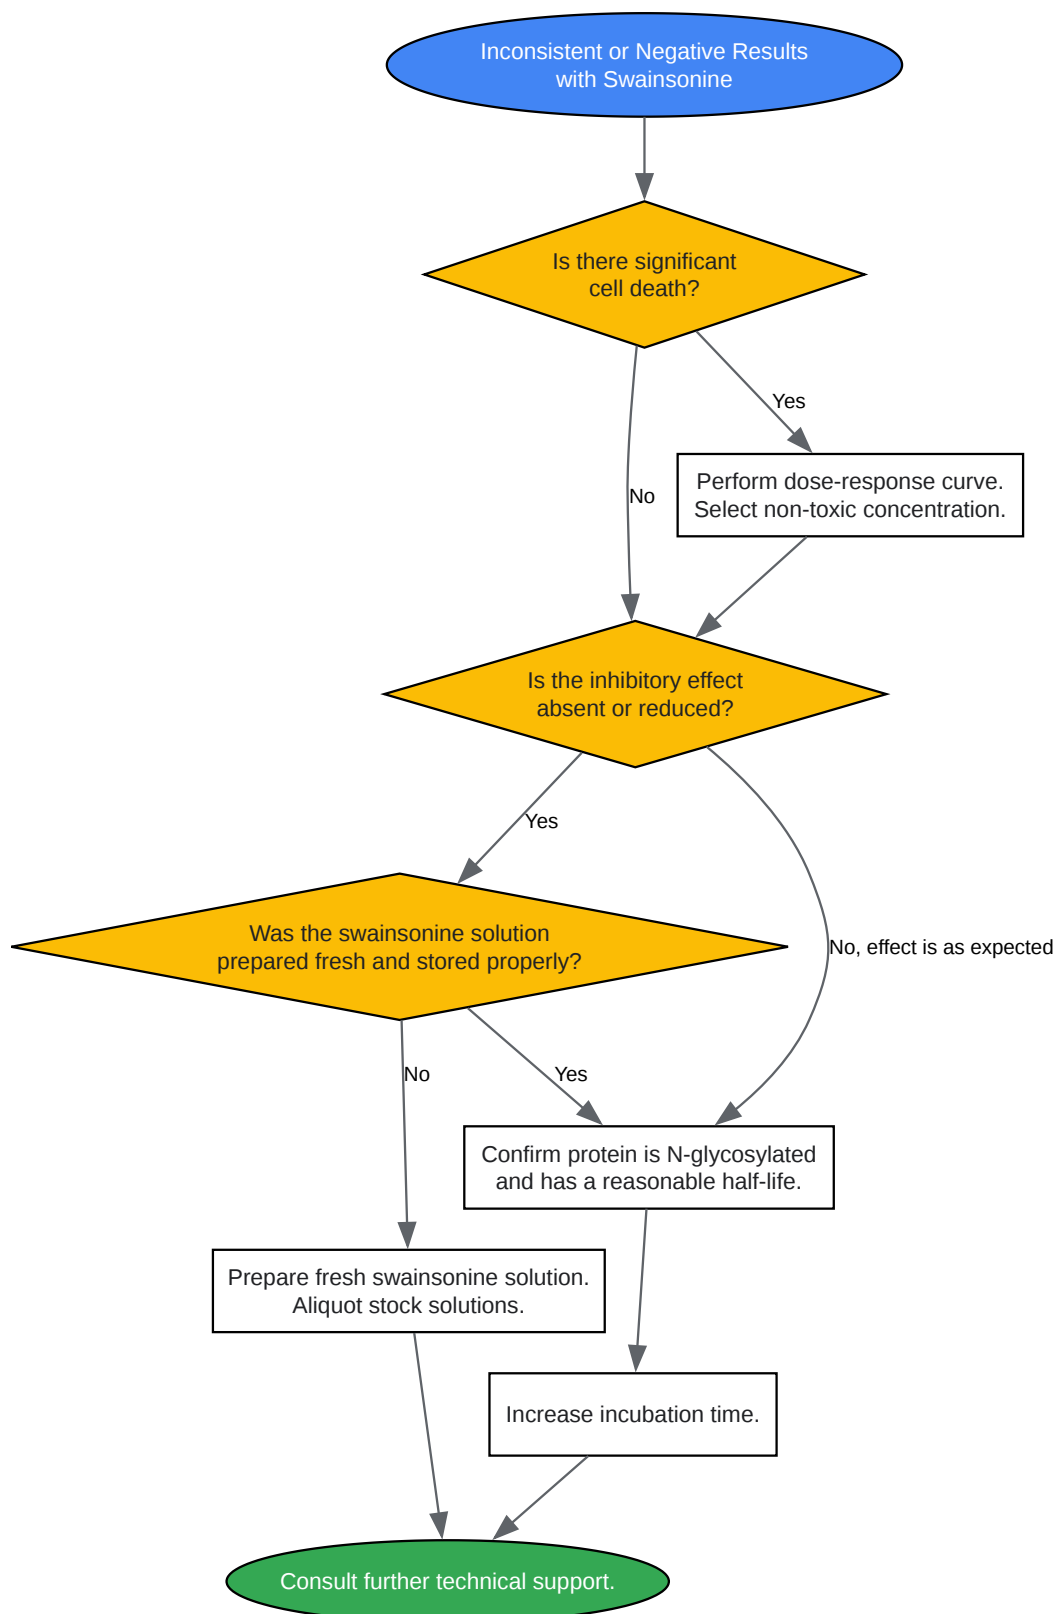 Inconsistent or Negative Results
with Swainsonine
Is there significant
cell death?
Yes
Perform dose-response curve.
Select non-toxic concentration.
No
Is the inhibitory effect
absent or reduced?
Yes
Was the swainsonine solution
prepared fresh and stored properly?
No, effect is as expected
No
Yes
Confirm protein is N-glycosylated
and has a reasonable half-life.
Prepare fresh swainsonine solution.
Aliquot stock solutions.
Increase incubation time.
Consult further technical support.